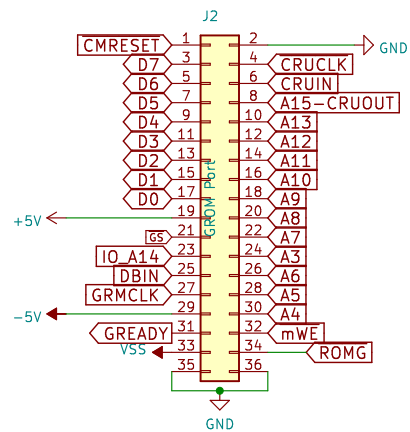 J2
CMRESET 1 2 GND
D7 3 4 CRUCLK
D6 5 6 CRUIN
D5 7 8 A15-CRUOUT
D4 9 10 A13
D3 11 12 A12
D2 13 14 A11
D1 15 16 A10
D0 17 18 A9
+5V 19 20 A8
GS 21 22 A7
IO_A14 23 24 A3
DBIN 25 26 A6
GRMCLK 27 28 A5
-5V 29 30 A4
GREADY 31 32 mWE
VSS 33 34 ROMG
35 36
GROM Port
GND